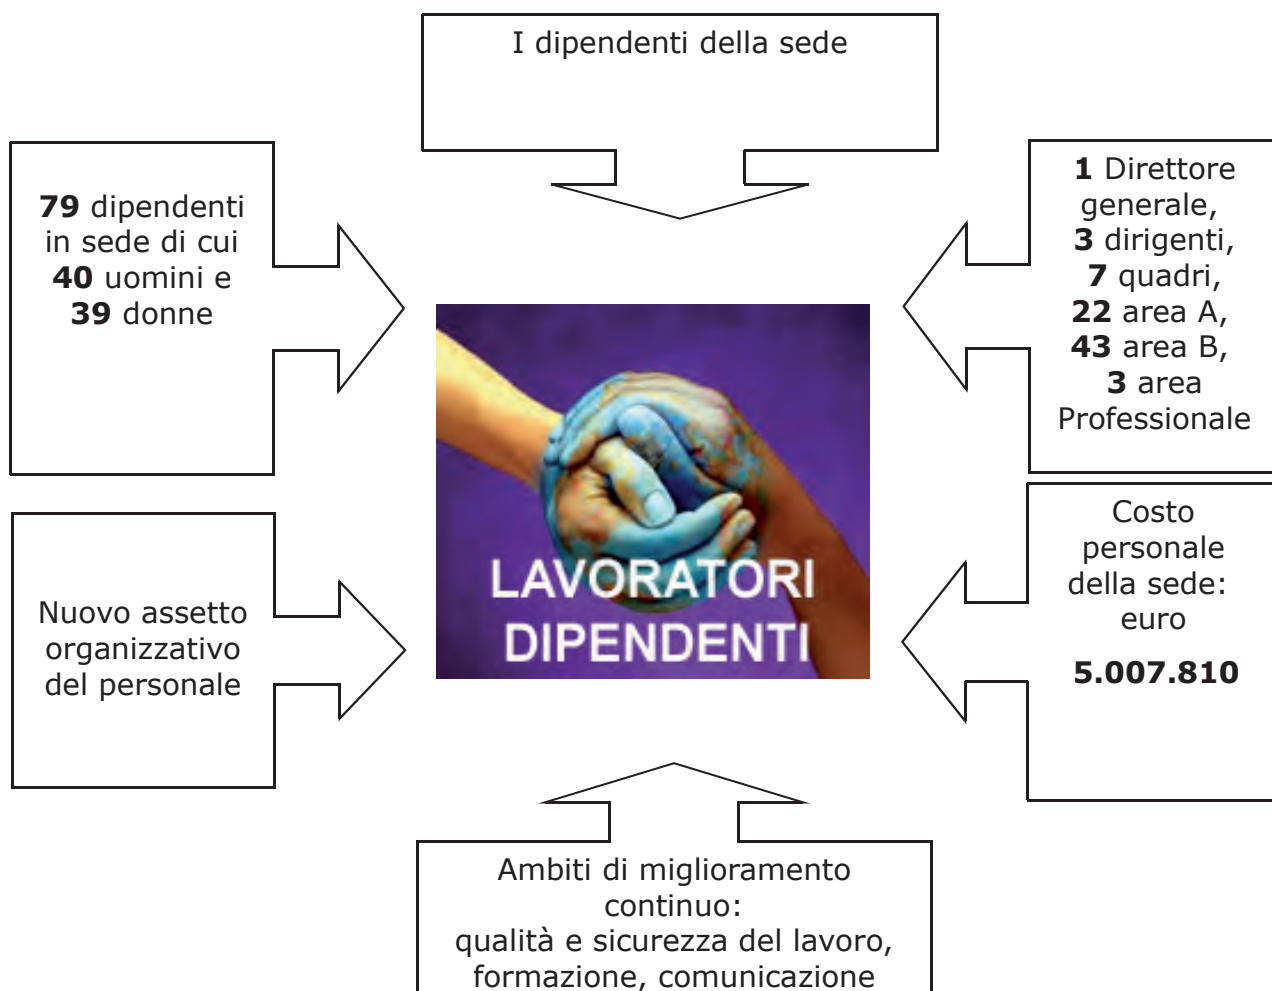 I dipendenti della sede
79 dipendenti
in sede di cui
40 uomini e
39 donne
1 Direttore
generale,
3 dirigenti,
7 quadri,
22 area A,
43 area B,
3 area
Professionale
LAVORATORI
DIPENDENTI
Nuovo assetto
organizzativo
del personale
Costo
personale
della sede:
euro
5.007.810
Ambiti di miglioramento
continuo:
qualità e sicurezza del lavoro,
formazione, comunicazione